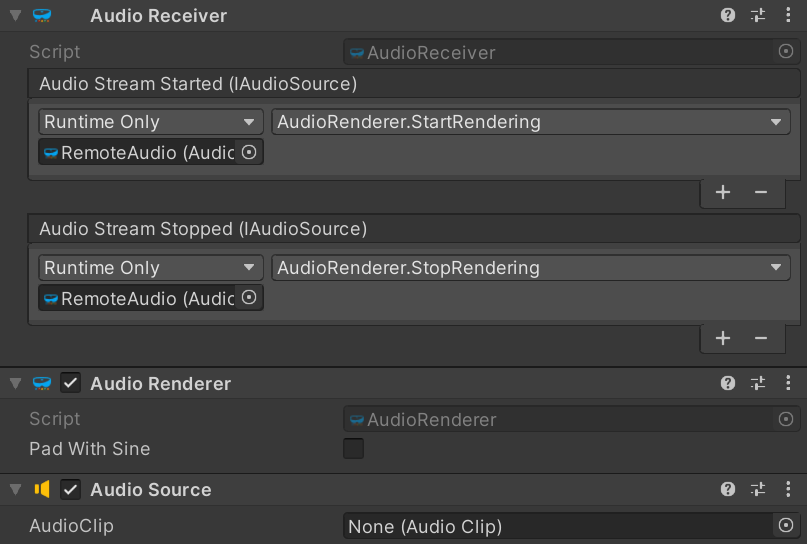 Audio Receiver
Script AudioReceiver
Audio Stream Started (IAudioSource)
Runtime Only AudioRenderer.StartRendering
RemoteAudio (Audic
Audio Stream Stopped (IAudioSource)
Runtime Only AudioRenderer.StopRendering
RemoteAudio (Audic
Audio Renderer
Script AudioRenderer
Pad With Sine
Audio Source
AudioClip None (Audio Clip)